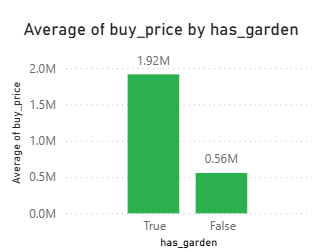 Average of buy_price by has_garden
1.92M
2.0M
1.5M
1.0M
0.56M
0.5M
0.0M
Average of buy_price
True False
has_garden